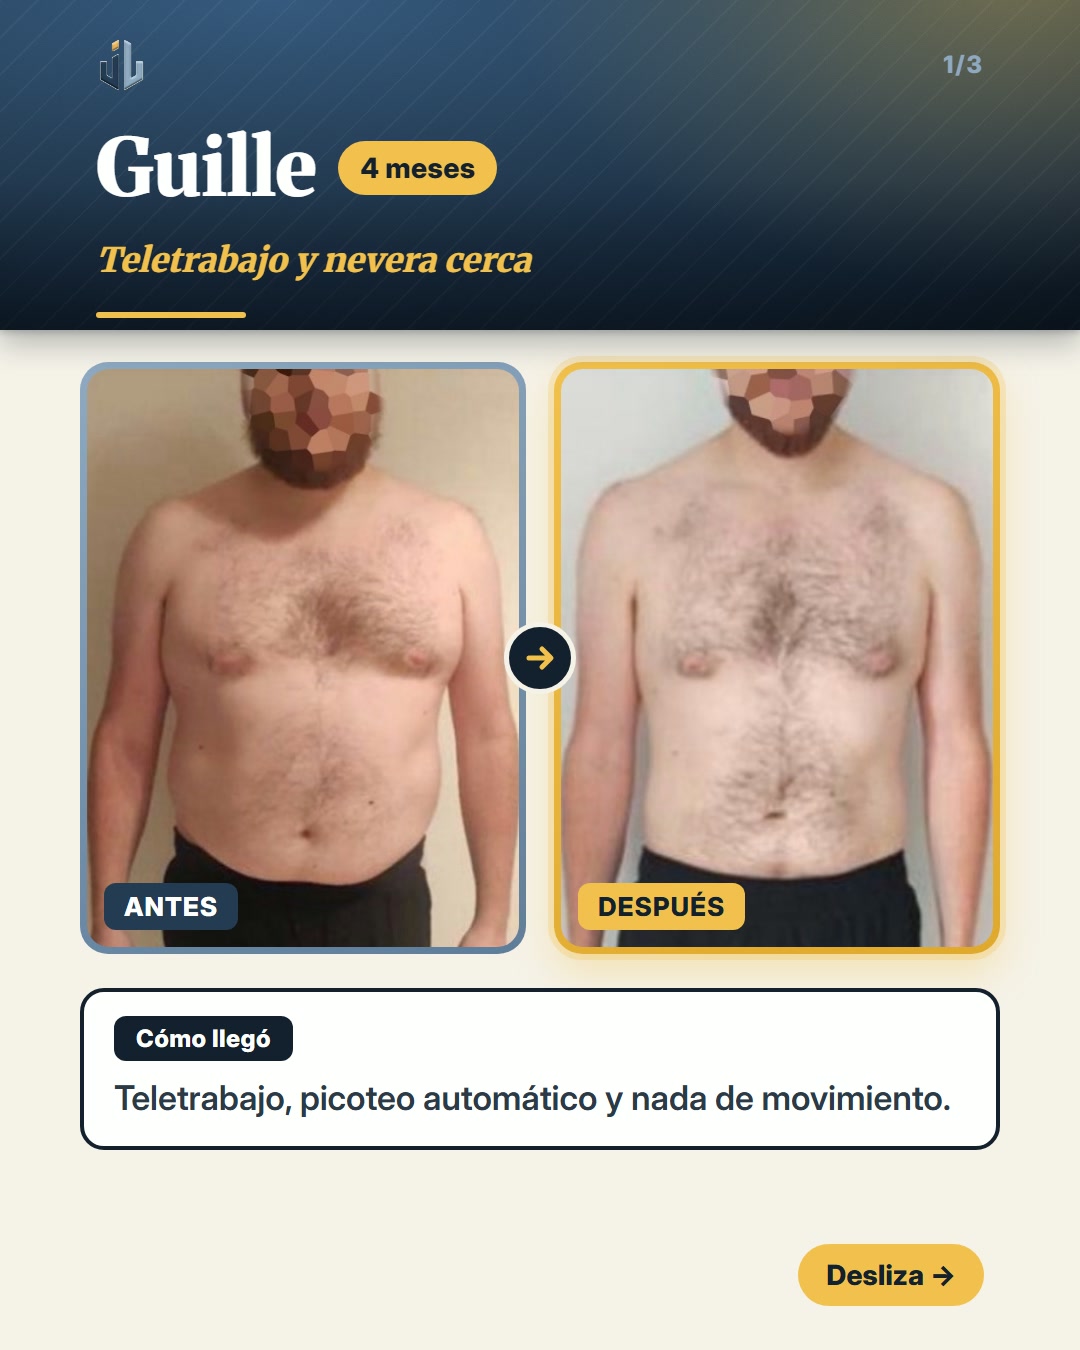 1/3
Guille
4 meses
Teletrabajo y nevera cerca
ANTES
DESPUÉS
Cómo llegó
Teletrabajo, picoteo automático y nada de movimiento.
Desliza →